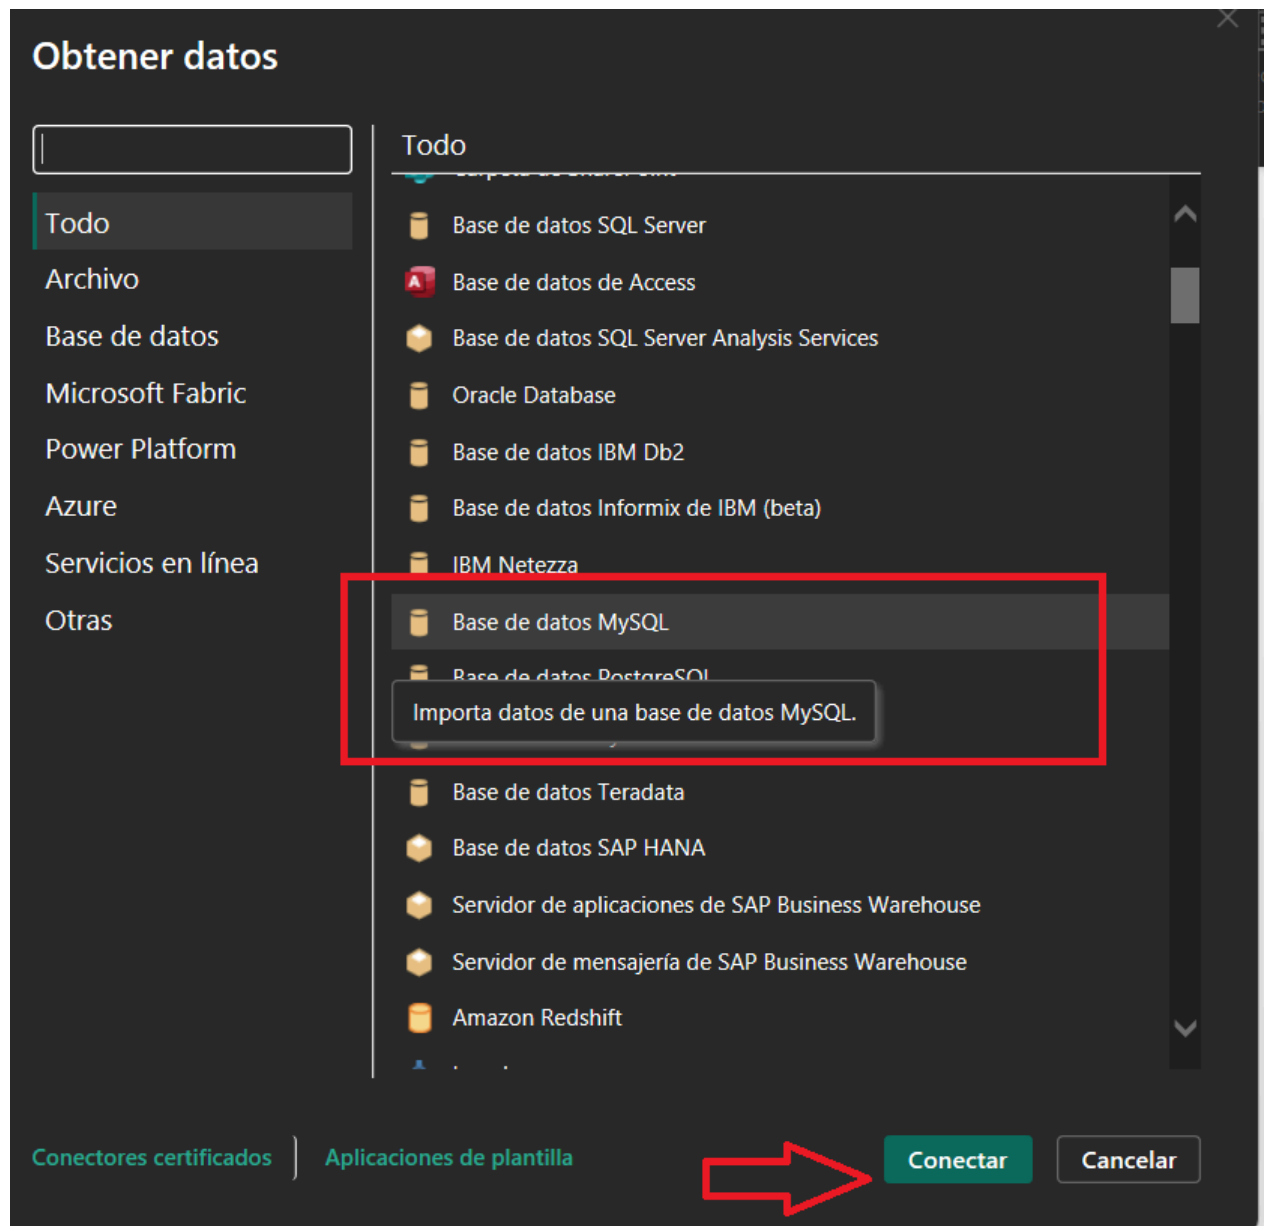 Obtener datos
Todo
Todo
Archivo
Base de datos
Microsoft Fabric
Power Platform
Azure
Servicios en línea
Otras
Base de datos SQL Server
Base de datos de Access
Base de datos SQL Server Analysis Services
Oracle Database
Base de datos IBM Db2
Base de datos Informix de IBM (beta)
IBM Netezza
Base de datos MySQL
Base de datos PostgreSQL
Importa datos de una base de datos MySQL.
Base de datos Teradata
Base de datos SAP HANA
Servidor de aplicaciones de SAP Business Warehouse
Servidor de mensajería de SAP Business Warehouse
Amazon Redshift
Conectores certificados
Aplicaciones de plantilla
Conectar
Cancelar